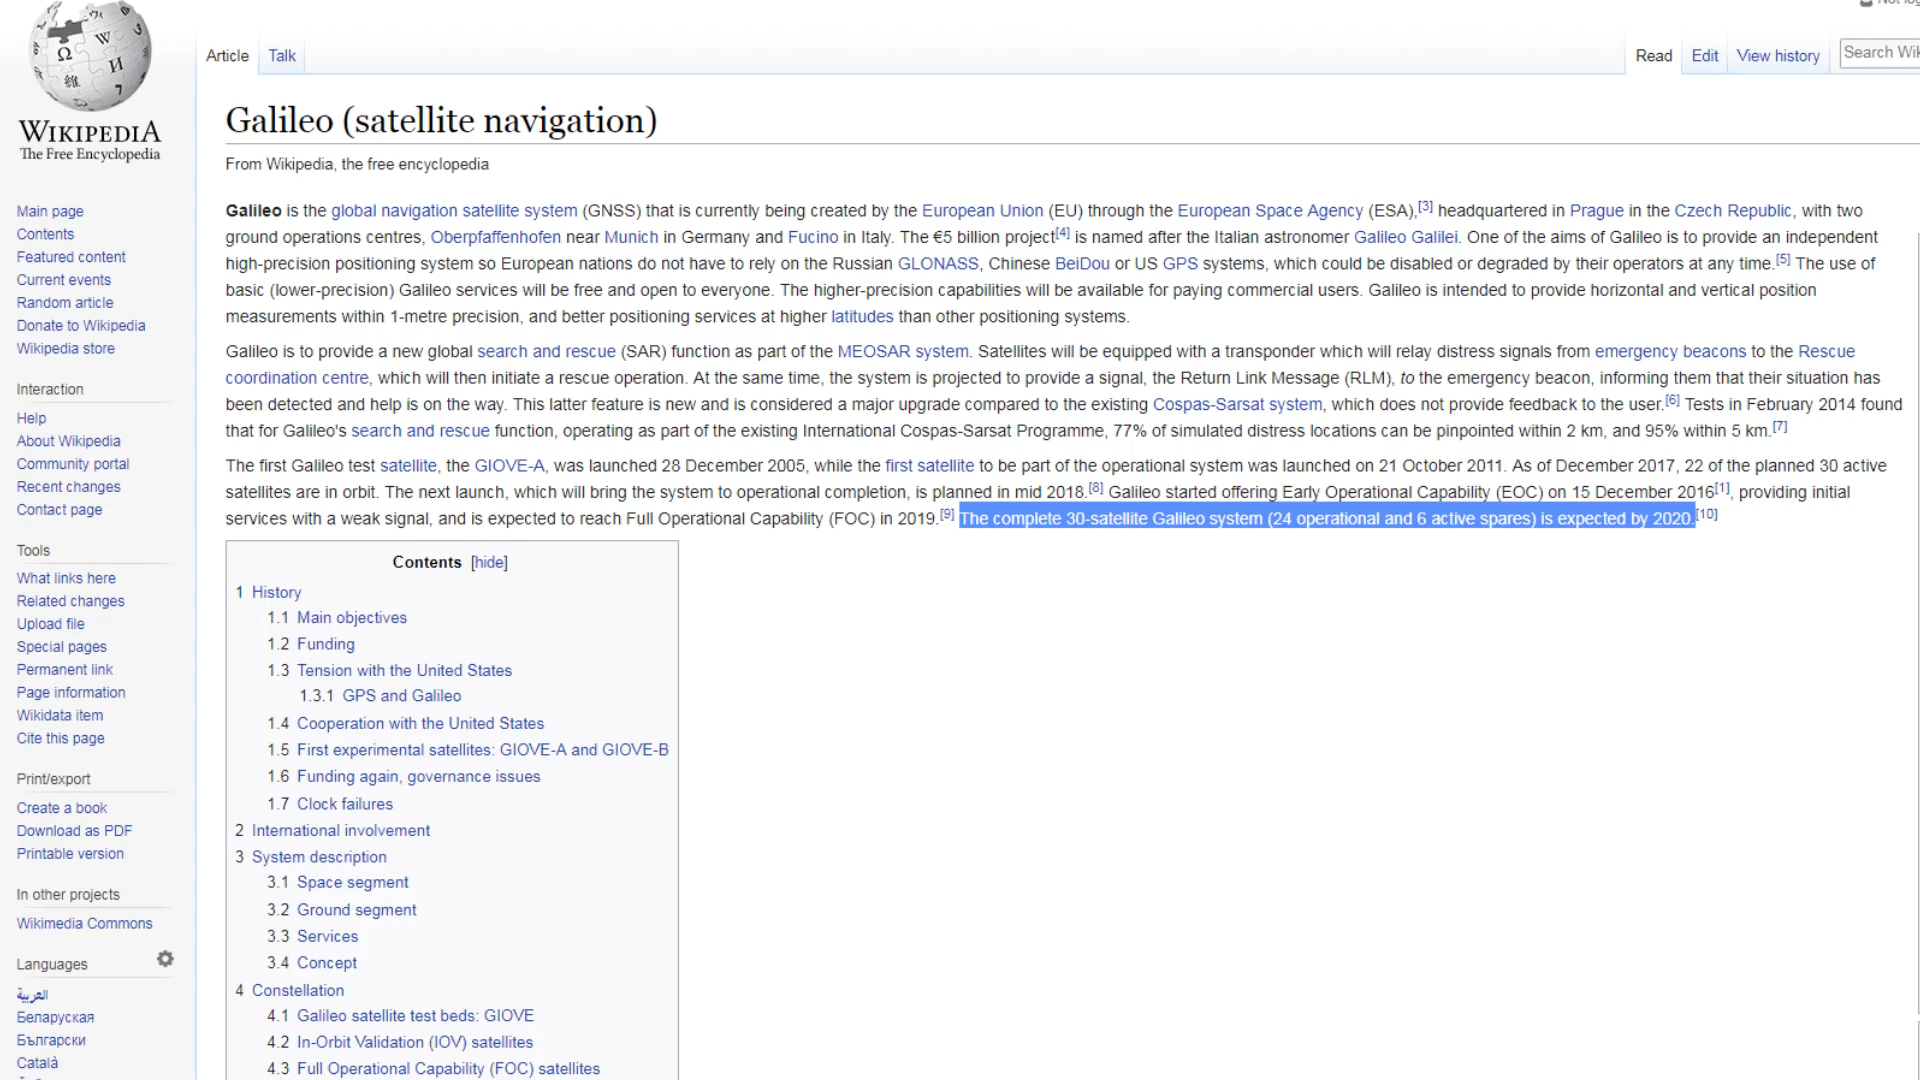 Not log
Article
Talk
Read
Edit
View history
Search Wik
WIKIPEDIA
The Free Encyclopedia
Main page
Contents
Featured content
Current events
Random article
Donate to Wikipedia
Wikipedia store
Interaction
Help
About Wikipedia
Community portal
Recent changes
Contact page
Tools
What links here
Related changes
Upload file
Special pages
Permanent link
Page information
Wikidata item
Cite this page
Print/export
Create a book
Download as PDF
Printable version
In other projects
Wikimedia Commons
Languages
العربية
Беларуская
Български
Català
Galileo (satellite navigation)
From Wikipedia, the free encyclopedia
Galileo is the global navigation satellite system (GNSS) that is currently being created by the European Union (EU) through the European Space Agency (ESA),[3] headquartered in Prague in the Czech Republic, with two
ground operations centres, Oberpfaffenhofen near Munich in Germany and Fucino in Italy. The €5 billion project[4] is named after the Italian astronomer Galileo Galilei. One of the aims of Galileo is to provide an independent
high-precision positioning system so European nations do not have to rely on the Russian GLONASS, Chinese BeiDou or US GPS systems, which could be disabled or degraded by their operators at any time.[5] The use of
basic (lower-precision) Galileo services will be free and open to everyone. The higher-precision capabilities will be available for paying commercial users. Galileo is intended to provide horizontal and vertical position
measurements within 1-metre precision, and better positioning services at higher latitudes than other positioning systems.
Galileo is to provide a new global search and rescue (SAR) function as part of the MEOSAR system. Satellites will be equipped with a transponder which will relay distress signals from emergency beacons to the Rescue
coordination centre, which will then initiate a rescue operation. At the same time, the system is projected to provide a signal, the Return Link Message (RLM), to the emergency beacon, informing them that their situation has
been detected and help is on the way. This latter feature is new and is considered a major upgrade compared to the existing Cospas-Sarsat system, which does not provide feedback to the user.[6] Tests in February 2014 found
that for Galileo's search and rescue function, operating as part of the existing International Cospas-Sarsat Programme, 77% of simulated distress locations can be pinpointed within 2 km, and 95% within 5 km.[7]
The first Galileo test satellite, the GIOVE-A, was launched 28 December 2005, while the first satellite to be part of the operational system was launched on 21 October 2011. As of December 2017, 22 of the planned 30 active
satellites are in orbit. The next launch, which will bring the system to operational completion, is planned in mid 2018.[8] Galileo started offering Early Operational Capability (EOC) on 15 December 2016[1], providing initial
services with a weak signal, and is expected to reach Full Operational Capability (FOC) in 2019.[9] The complete 30-satellite Galileo system (24 operational and 6 active spares) is expected by 2020.[10]
Contents [hide]
1 History
1.1 Main objectives
1.2 Funding
1.3 Tension with the United States
1.3.1 GPS and Galileo
1.4 Cooperation with the United States
1.5 First experimental satellites: GIOVE-A and GIOVE-B
1.6 Funding again, governance issues
1.7 Clock failures
2 International involvement
3 System description
3.1 Space segment
3.2 Ground segment
3.3 Services
3.4 Concept
4 Constellation
4.1 Galileo satellite test beds: GIOVE
4.2 In-Orbit Validation (IOV) satellites
4.3 Full Operational Capability (FOC) satellites